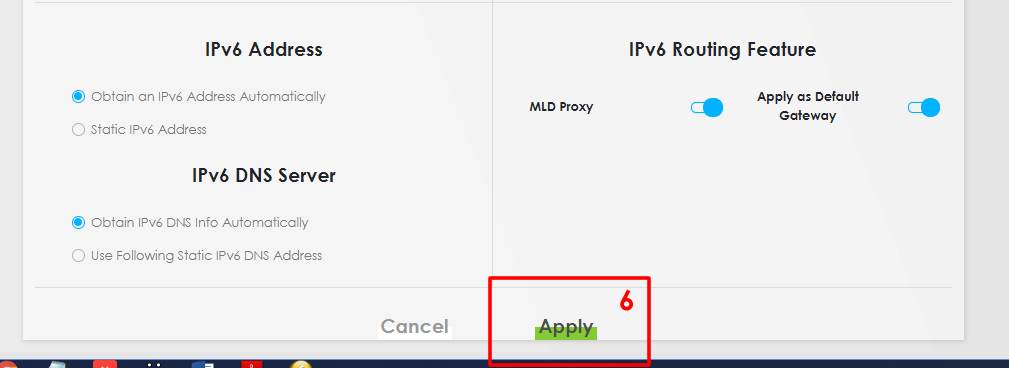 IPv6 Address
Obtain an IPv6 Address Automatically
Static IPv6 Address
IPv6 DNS Server
Obtain IPv6 DNS Info Automatically
Use Following Static IPv6 DNS Address
IPv6 Routing Feature
MLD Proxy
Apply as Default
Gateway
6
Cancel
Apply